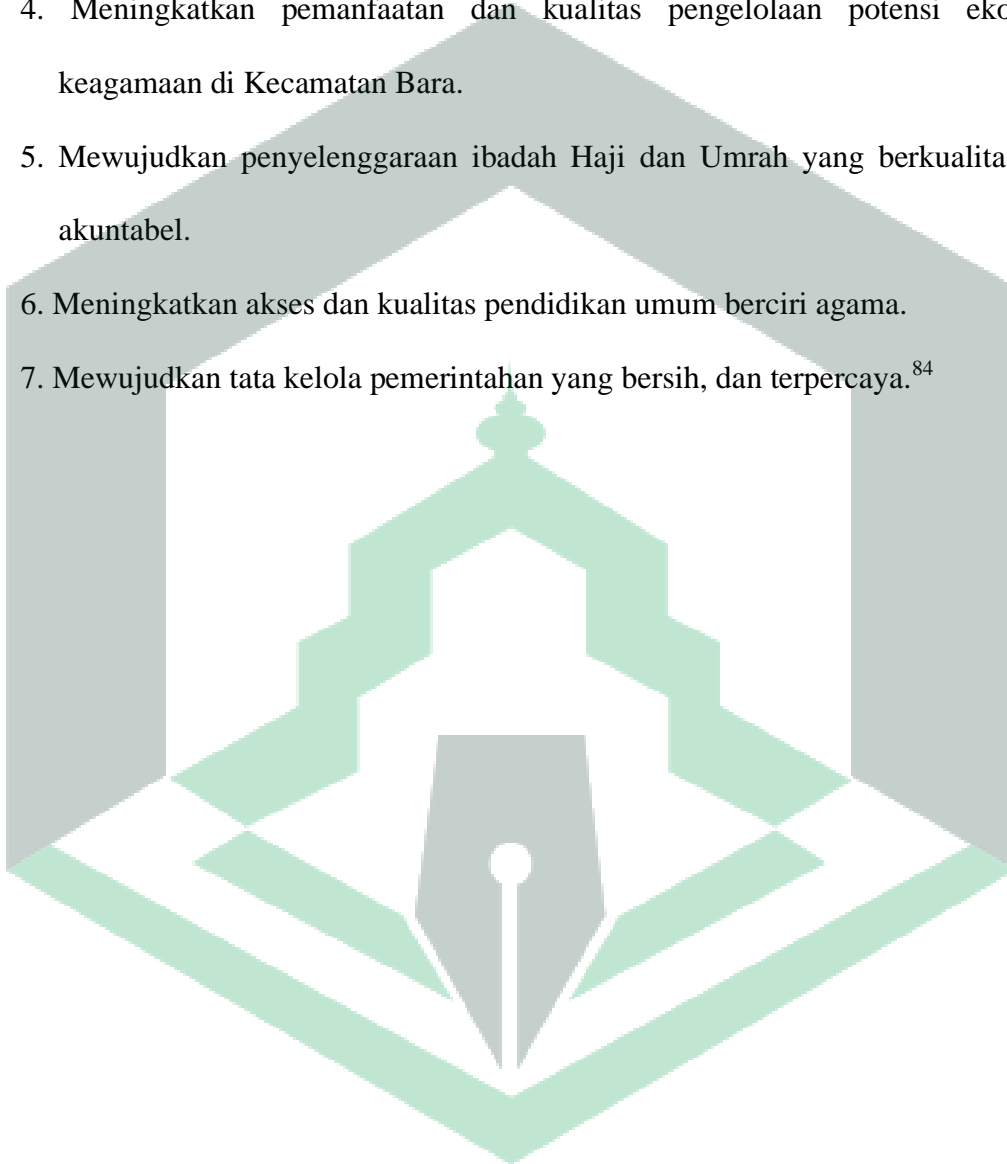 4. Meningkatkan pemanfaatan dan kualitas pengelolaan potensi eko
keagamaan di Kecamatan Bara.
5. Mewujudkan penyelenggaraan ibadah Haji dan Umrah yang berkualita
akuntabel.
6. Meningkatkan akses dan kualitas pendidikan umum berciri agama.
7. Mewujudkan tata kelola pemerintahan yang bersih, dan terpercaya.84